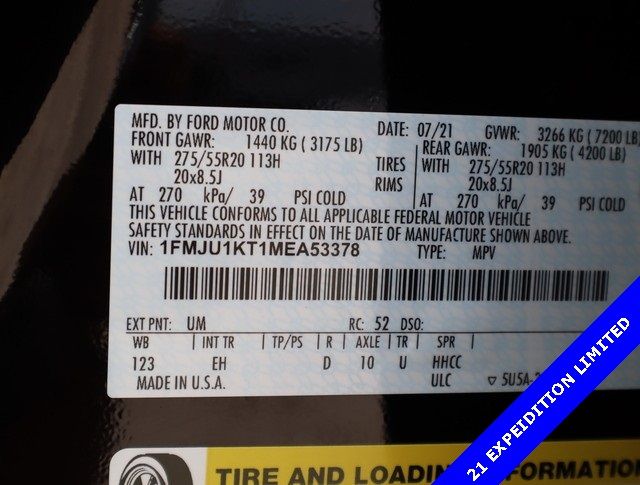 MFD. BY FORD MOTOR CO.
DATE: 07/21 GVWR: 3266 KG ( 7200 LB)
FRONT GAWR: 1440 KG ( 3175 LB)
REAR GAWR: 1905 KG ( 4200 LB)
WITH 275/55R20 113H TIRES WITH 275/55R20 113H
20x8.5J RIMS 20x8.5J
AT 270 kPa/ 39 PSI COLD AT 270 kPa/ 39 PSI COLD
THIS VEHICLE CONFORMS TO ALL APPLICABLE FEDERAL MOTOR VEHICLE
SAFETY STANDARDS IN EFFECT ON THE DATE OF MANUFACTURE SHOWN ABOVE.
VIN: 1FMJU1KT1MEA53378 TYPE: MPV
EXT PNT: UM RC: 52 DSO:
WB INT TR TP/PS R AXLE TR SPR
123 EH D 10 U HHCC
MADE IN U.S.A. ULC ▽ 5U5A-
TIRE AND LOADIN FORMATION
21 EXPEIDITION LIMITED